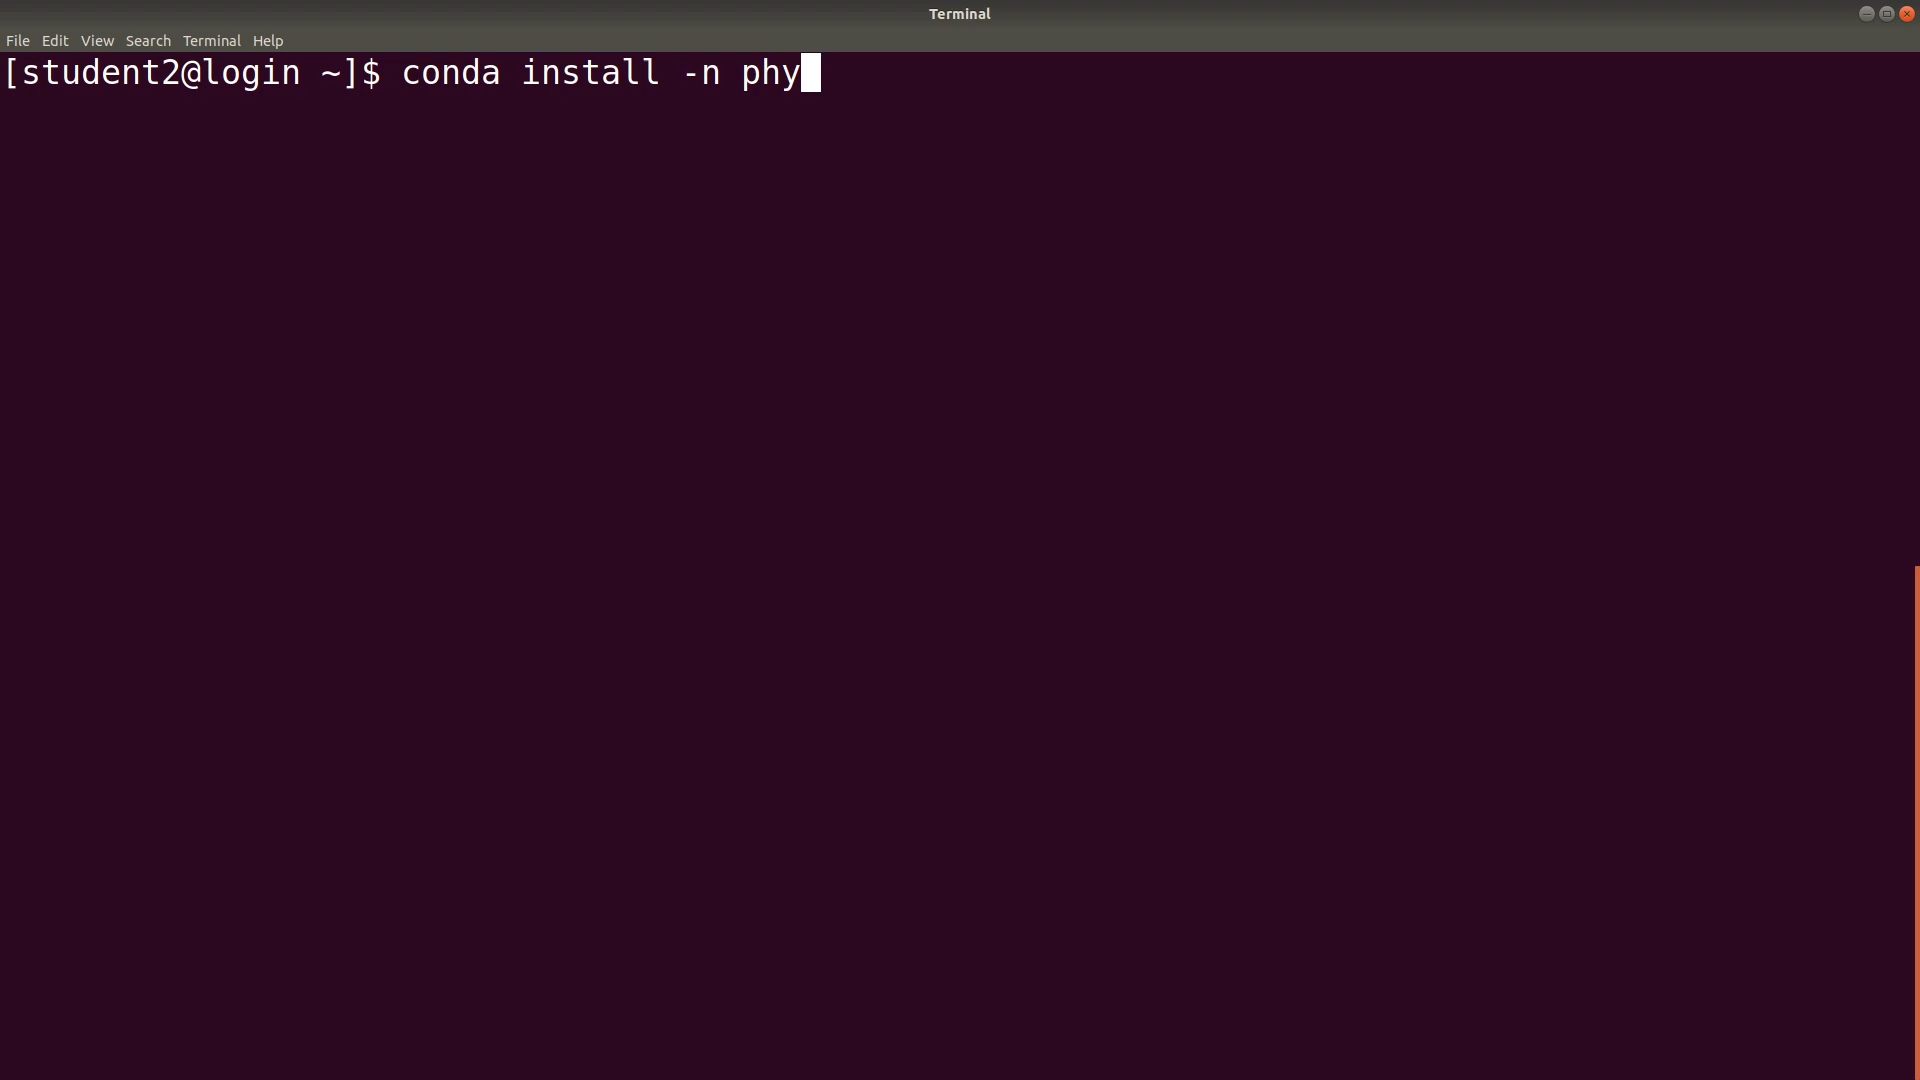 Terminal
File Edit View Search Terminal Help
[student2@login ~]$ conda install -n phy